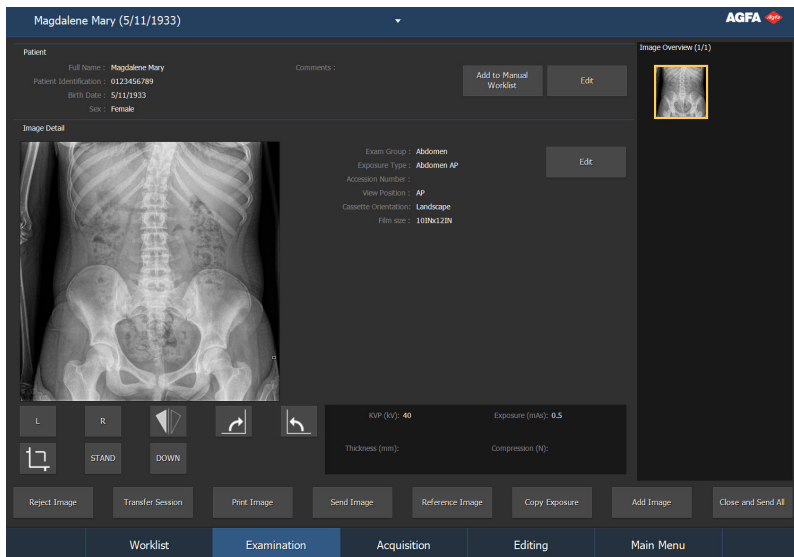 Magdalene Mary (5/11/1933)
AGFA
Patient
Full Name : Magdalene Mary
Comments :
Patient Identification : 0123456789
Birth Date : 5/11/1933
Sex : Female
Add to Manual
Worklist
Edit
Image Overview (1/1)
Image Detail
Exam Group : Abdomen
Exposure Type : Abdomen AP
Accession Number :
View Position : AP
Cassette Orientation: Landscape
Film size : 10INx12IN
Edit
L
R
STAND
DOWN
KVP (kV): 40
Exposure (mAs): 0.5
Thickness (mm):
Compression (N):
Reject Image
Transfer Session
Print Image
Send Image
Reference Image
Copy Exposure
Add Image
Close and Send All
Worklist
Examination
Acquisition
Editing
Main Menu